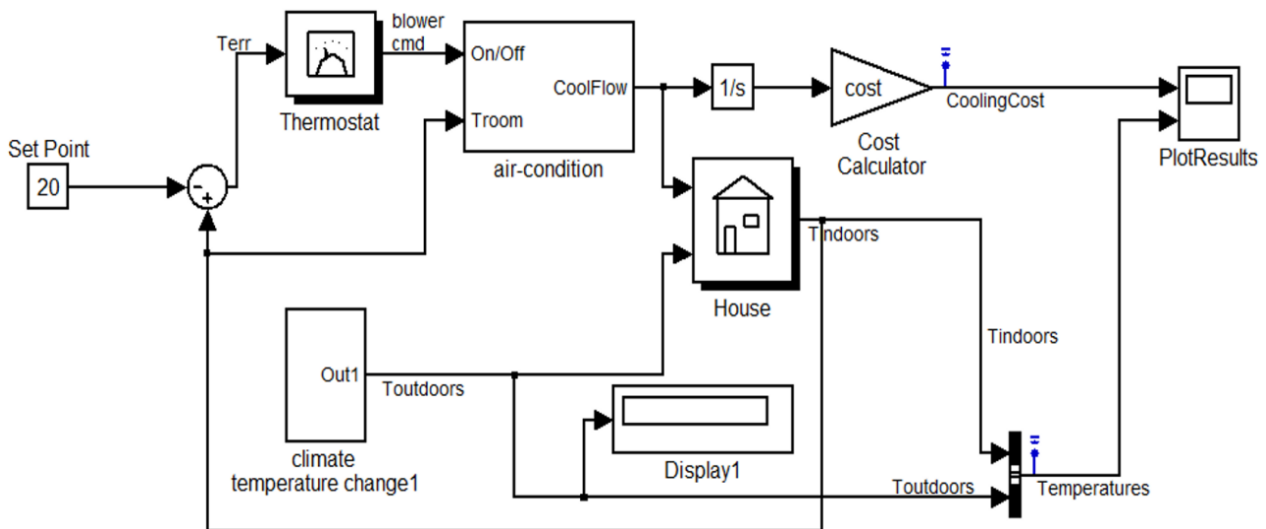 blower
cmd
Terr
Thermostat
On/Off
CoolFlow
Troom
air-condition
1/s
cost
Cost
Calculator
CoolingCost
PlotResults
Set Point
20
-
+
House
Tindoors
Tindoors
Out1
Toutdoors
climate
temperature change1
Display1
Toutdoors
Temperatures